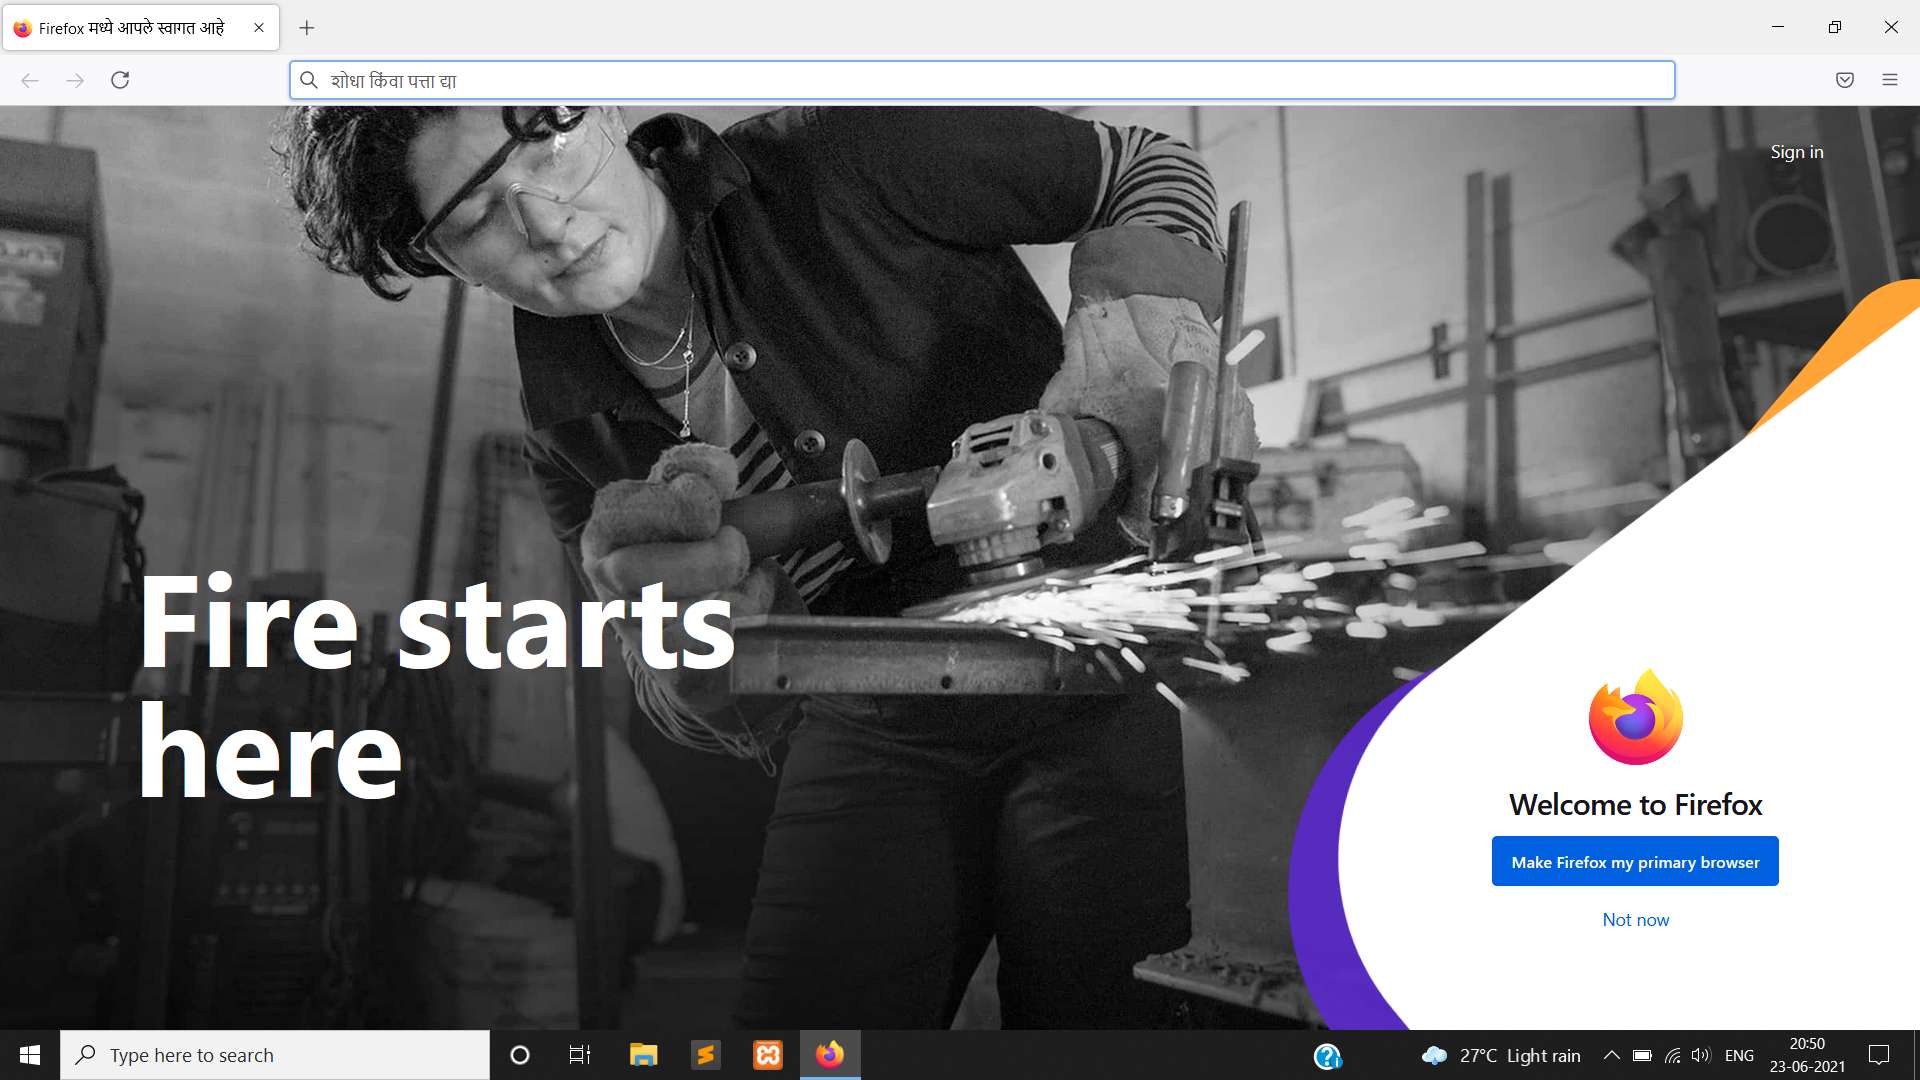 Firefox मध्ये आपले स्वागत आहे
शोधा किंवा पत्ता द्या
Sign in
Fire starts
here
Welcome to Firefox
Make Firefox my primary browser
Not now
Type here to search
27°C Light rain
ENG
20:50
23-06-2021